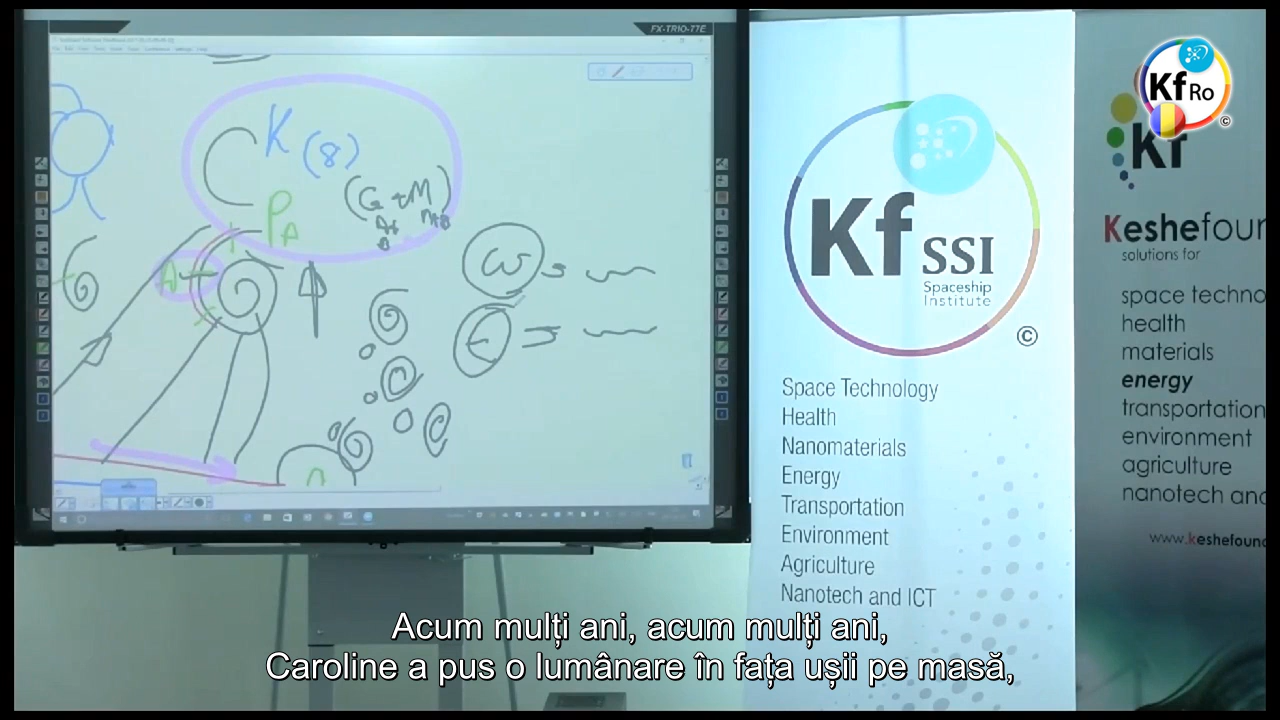 FX-TRIO-77E
K (8)
PA
(G + M)
A
ω =
E =
n
Kf Ro
©
Kf SSI
Spaceship
Institute
©
Space Technology
Health
Nanomaterials
Energy
Transportation
Environment
Agriculture
Nanotech and ICT
Kf
Keshefour
solutions for
space techno
health
materials
energy
transportation
environment
agriculture
nanotech and
www.keshefound
Acum mulți ani, acum mulți ani,
Caroline a pus o lumânare în fața ușii pe masă,